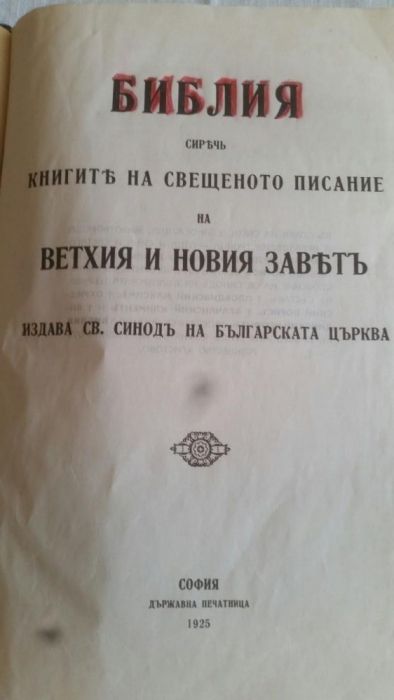 БИБЛИЯ
СИРѢЧЬ
КНИГИТѢ НА СВЕЩЕНОТО ПИСАНИЕ
НА
ВЕТХИЯ И НОВИЯ ЗАВѢТЪ
ИЗДАВА СВ. СИНОДЪ НА БЪЛГАРСКАТА ЦЪРКВА
СОФИЯ
ДЪРЖАВНА ПЕЧАТНИЦА
1925